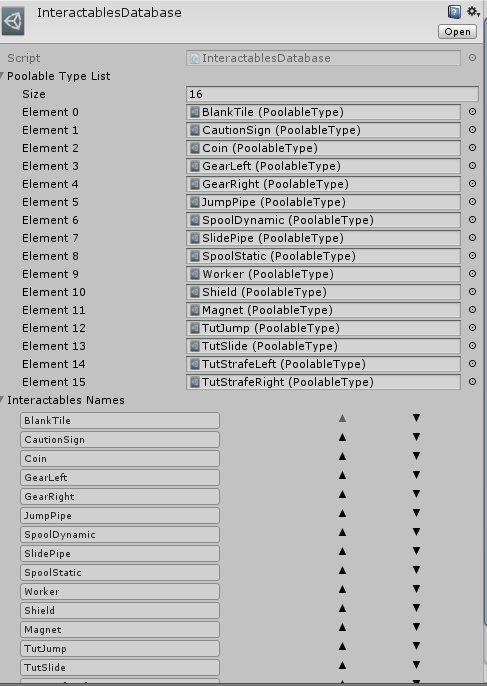 InteractablesDatabase
Open
Script InteractablesDatabase
Poolable Type List
Size 16
Element 0 BlankTile (PoolableType)
Element 1 CautionSign (PoolableType)
Element 2 Coin (PoolableType)
Element 3 GearLeft (PoolableType)
Element 4 GearRight (PoolableType)
Element 5 JumpPipe (PoolableType)
Element 6 SpoolDynamic (PoolableType)
Element 7 SlidePipe (PoolableType)
Element 8 SpoolStatic (PoolableType)
Element 9 Worker (PoolableType)
Element 10 Shield (PoolableType)
Element 11 Magnet (PoolableType)
Element 12 TutJump (PoolableType)
Element 13 TutSlide (PoolableType)
Element 14 TutStrafeLeft (PoolableType)
Element 15 TutStrafeRight (PoolableType)
Interactables Names
BlankTile
CautionSign
Coin
GearLeft
GearRight
JumpPipe
SpoolDynamic
SlidePipe
SpoolStatic
Worker
Shield
Magnet
TutJump
TutSlide